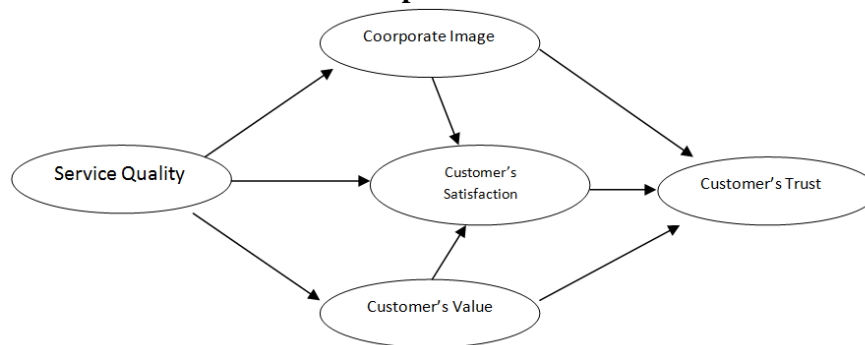 Coorporate Image
Service Quality
Customer's
Satisfaction
Customer's Trust
Customer's Value